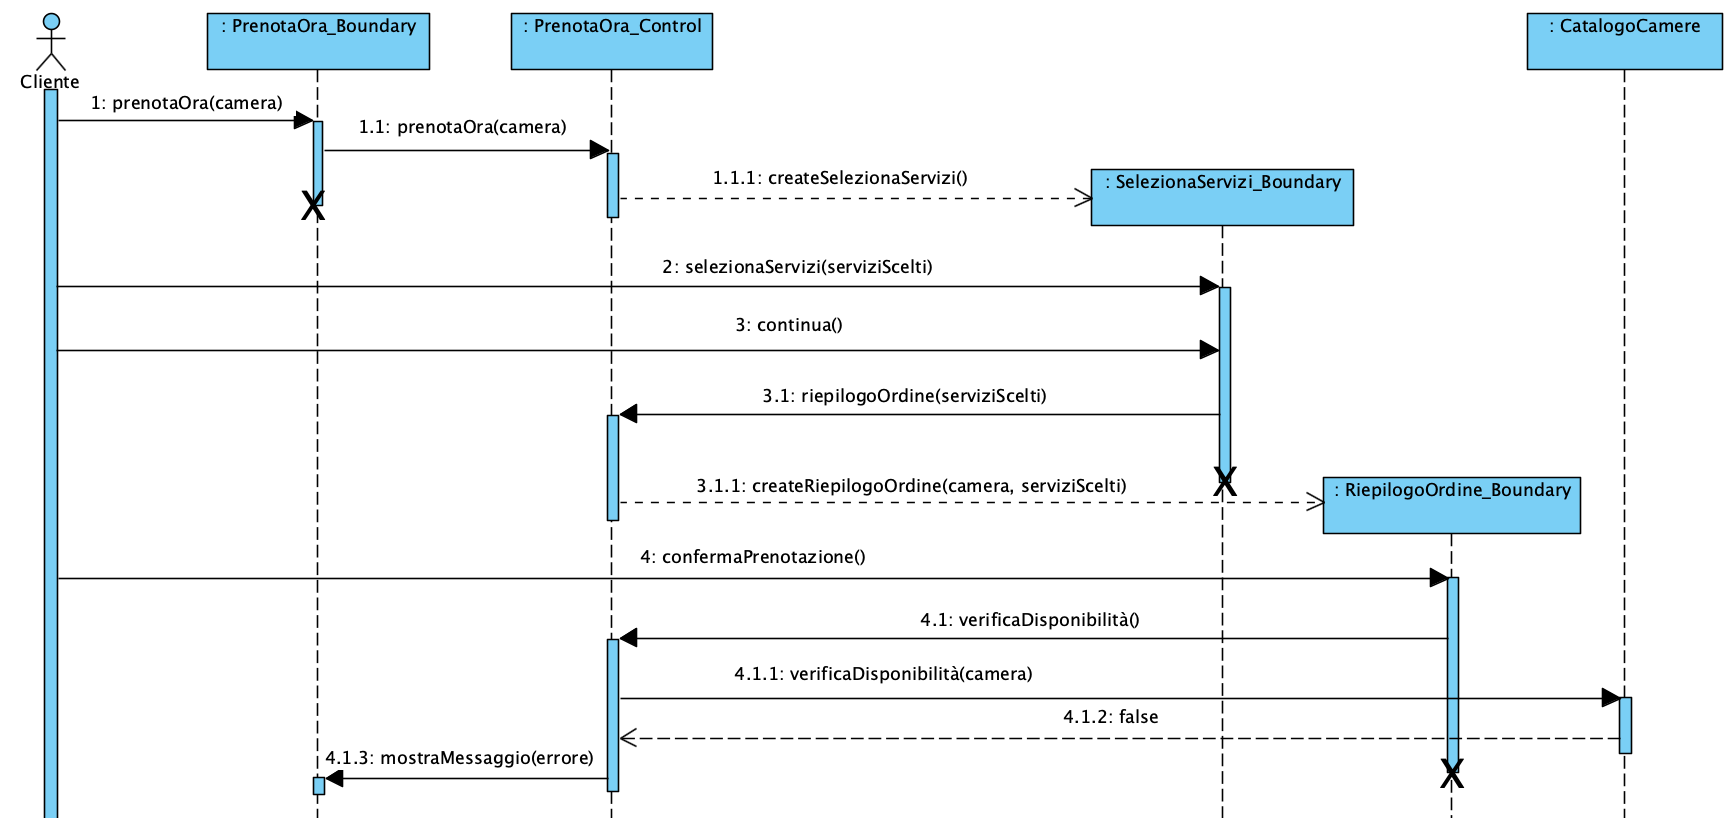 : PrenotaOra_Boundary
: PrenotaOra_Control
: CatalogoCamere
Cliente
1: prenotaOra(camera)
1.1: prenotaOra(camera)
1.1.1: createSelezionaServizi()
: SelezionaServizi_Boundary
2: selezionaServizi(serviziScelti)
3: continua()
3.1: riepilogoOrdine(serviziScelti)
3.1.1: createRiepilogoOrdine(camera, serviziScelti)
: RiepilogoOrdine_Boundary
4: confermaPrenotazione()
4.1: verificaDisponibilità()
4.1.1: verificaDisponibilità(camera)
4.1.2: false
4.1.3: mostraMessaggio(errore)